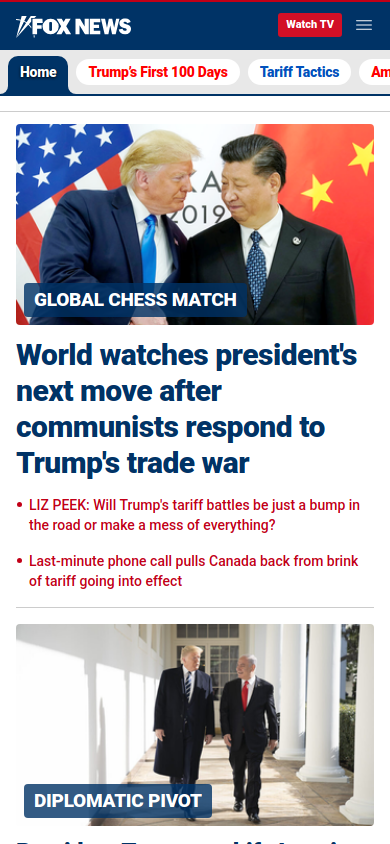 FOX NEWS
Watch TV
Home
Trump's First 100 Days
Tariff Tactics
2019
GLOBAL CHESS MATCH
World watches president's
next move after
communists respond to
Trump's trade war
• LIZ PEEK: Will Trump's tariff battles be just a bump in
the road or make a mess of everything?
• Last-minute phone call pulls Canada back from brink
of tariff going into effect
DIPLOMATIC PIVOT